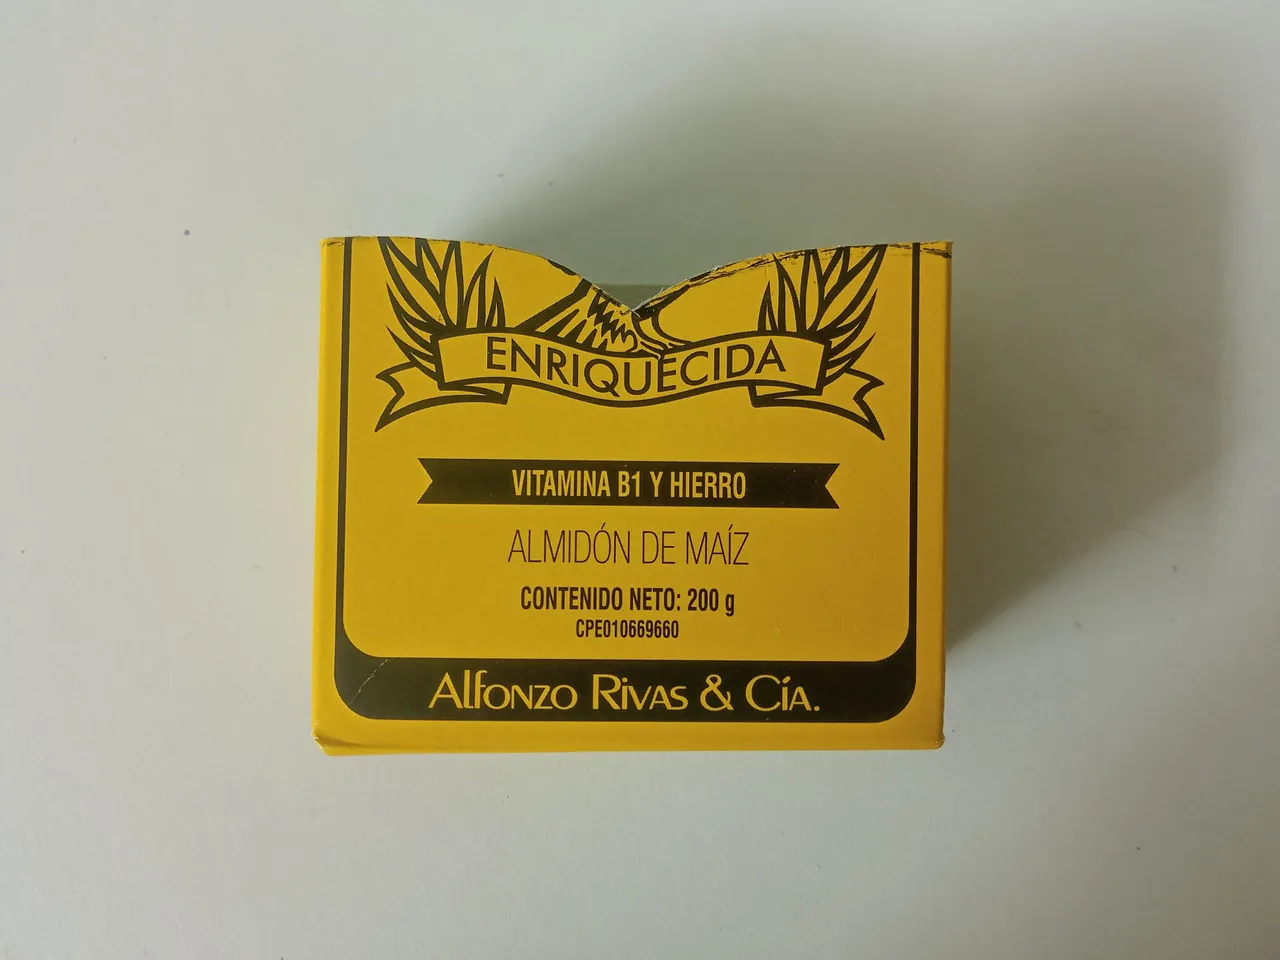 ENRIQUECIDA
VITAMINA B1 Y HIERRO
ALMIDÓN DE MAÍZ
CONTENIDO NETO: 200 g
CPE010669660
Alfonzo Rivas & Cía.